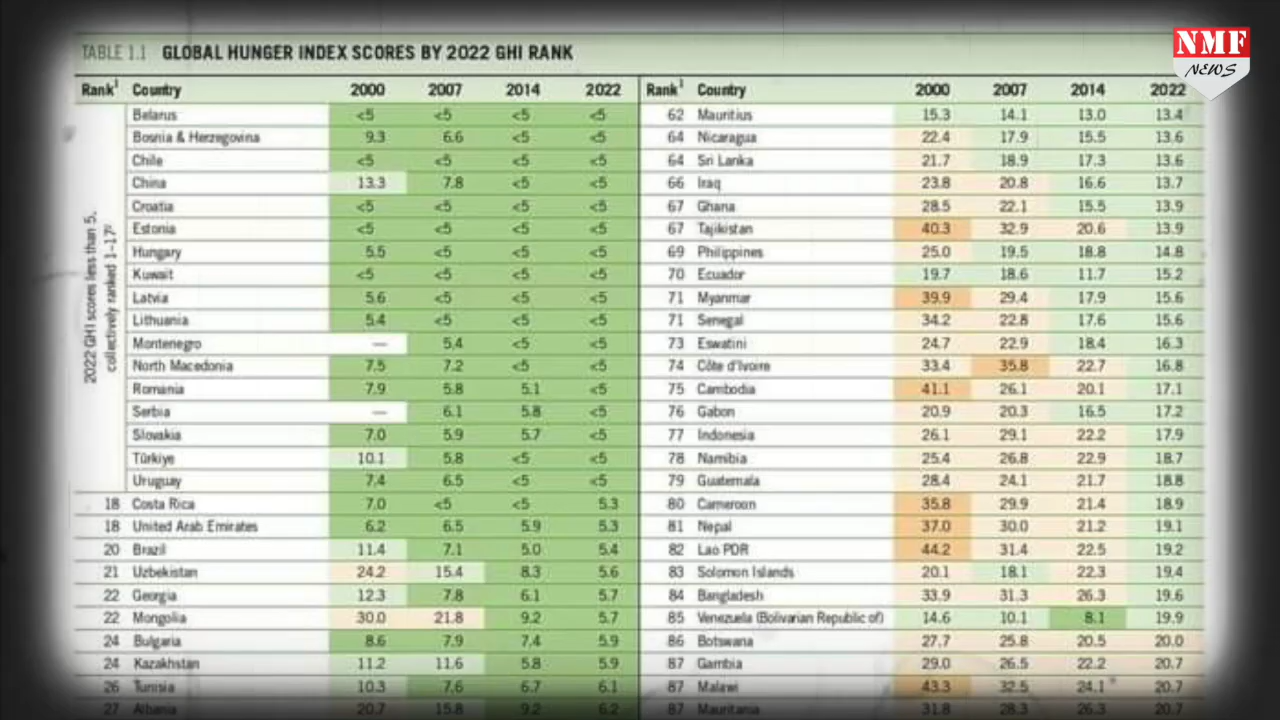 NMF
NEWS
TABLE 1.1 GLOBAL HUNGER INDEX SCORES BY 2022 GHI RANK
Rank¹ Country 2000 2007 2014 2022
2022 GHI scores less than 5, collectively ranked 1–17²
Belarus <5 <5 <5 <5
Bosnia & Herzegovina 9.3 6.6 <5 <5
Chile <5 <5 <5 <5
China 13.3 7.8 <5 <5
Croatia <5 <5 <5 <5
Estonia <5 <5 <5 <5
Hungary 5.5 <5 <5 <5
Kuwait <5 <5 <5 <5
Latvia 5.6 <5 <5 <5
Lithuania 5.4 <5 <5 <5
Montenegro — 5.4 <5 <5
North Macedonia 7.5 7.2 <5 <5
Romania 7.9 5.8 5.1 <5
Serbia — 6.1 5.8 <5
Slovakia 7.0 5.9 5.7 <5
Türkiye 10.1 5.8 <5 <5
Uruguay 7.4 6.5 <5 <5
18 Costa Rica 7.0 <5 <5 5.3
18 United Arab Emirates 6.2 6.5 5.9 5.3
20 Brazil 11.4 7.1 5.0 5.4
21 Uzbekistan 24.2 15.4 8.3 5.6
22 Georgia 12.3 7.8 6.1 5.7
22 Mongolia 30.0 21.8 9.2 5.7
24 Bulgaria 8.6 7.9 7.4 5.9
24 Kazakhstan 11.2 11.6 5.8 5.9
26 Tunisia 10.3 7.6 6.7 6.1
27 Albania 20.7 15.8 9.2 6.2
Rank¹ Country 2000 2007 2014 2022
62 Mauritius 15.3 14.1 13.0 13.4
64 Nicaragua 22.4 17.9 15.5 13.6
64 Sri Lanka 21.7 18.9 17.3 13.6
66 Iraq 23.8 20.8 16.6 13.7
67 Ghana 28.5 22.1 15.5 13.9
67 Tajikistan 40.3 32.9 20.6 13.9
69 Philippines 25.0 19.5 18.8 14.8
70 Ecuador 19.7 18.6 11.7 15.2
71 Myanmar 39.9 29.4 17.9 15.6
71 Senegal 34.2 22.8 17.6 15.6
73 Eswatini 24.7 22.9 18.4 16.3
74 Côte d'Ivoire 33.4 35.8 22.7 16.8
75 Cambodia 41.1 26.1 20.1 17.1
76 Gabon 20.9 20.3 16.5 17.2
77 Indonesia 26.1 29.1 22.2 17.9
78 Namibia 25.4 26.8 22.9 18.7
79 Guatemala 28.4 24.1 21.7 18.8
80 Cameroon 35.8 29.9 21.4 18.9
81 Nepal 37.0 30.0 21.2 19.1
82 Lao PDR 44.2 31.4 22.5 19.2
83 Solomon Islands 20.1 18.1 22.3 19.4
84 Bangladesh 33.9 31.3 26.3 19.6
85 Venezuela (Bolivarian Republic of) 14.6 10.1 8.1 19.9
86 Botswana 27.7 25.8 20.5 20.0
87 Gambia 29.0 26.5 22.2 20.7
87 Malawi 43.3 32.5 24.1* 20.7
87 Mauritania 31.8 28.3 26.3 20.7